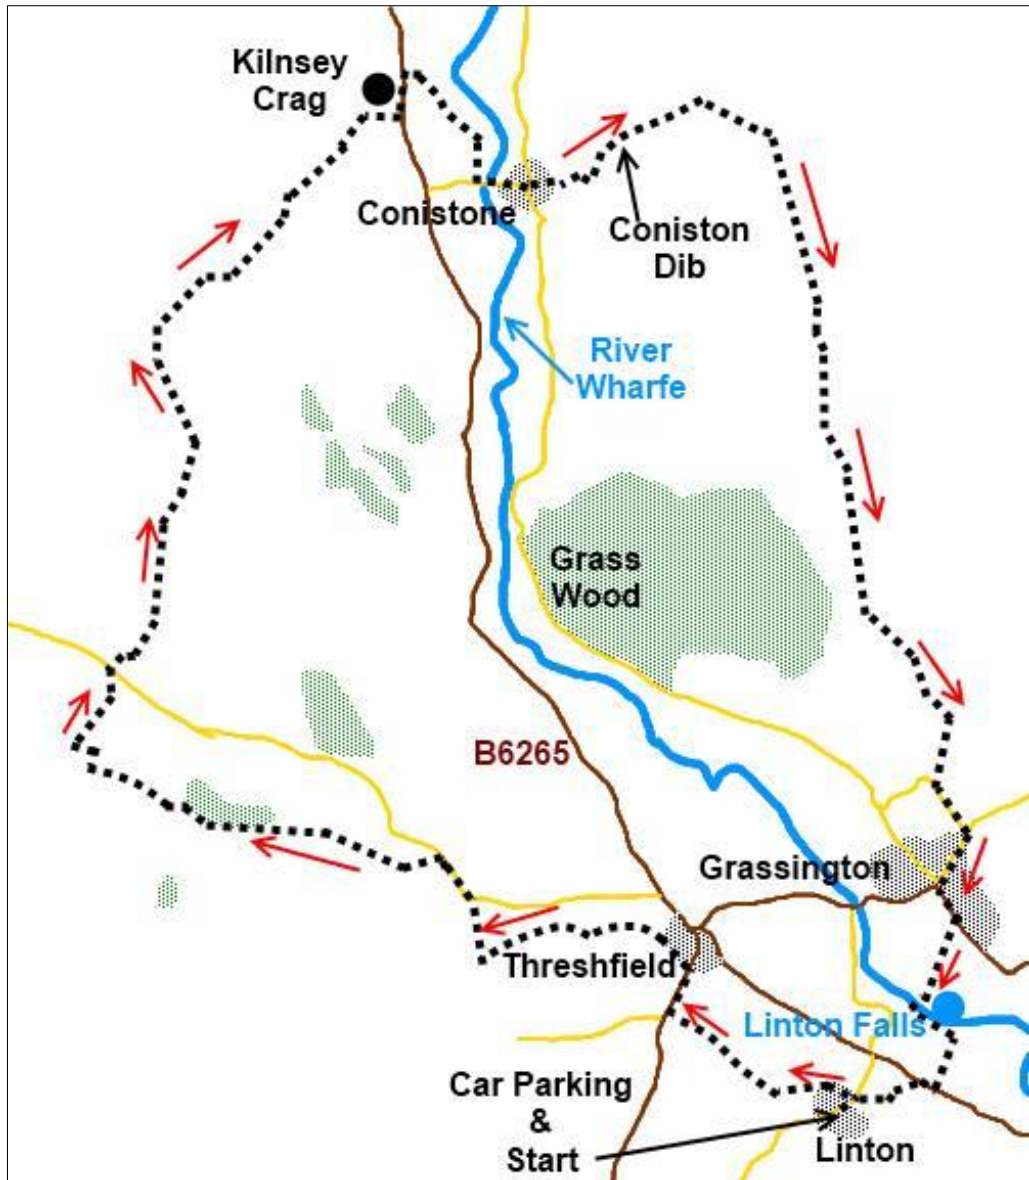 Kilnsey
Crag
Conistone
Coniston
Dib
River
Wharfe
Grass
Wood
B6265
Grassington
Threshfield
Linton Falls
Car Parking
&
Start
Linton